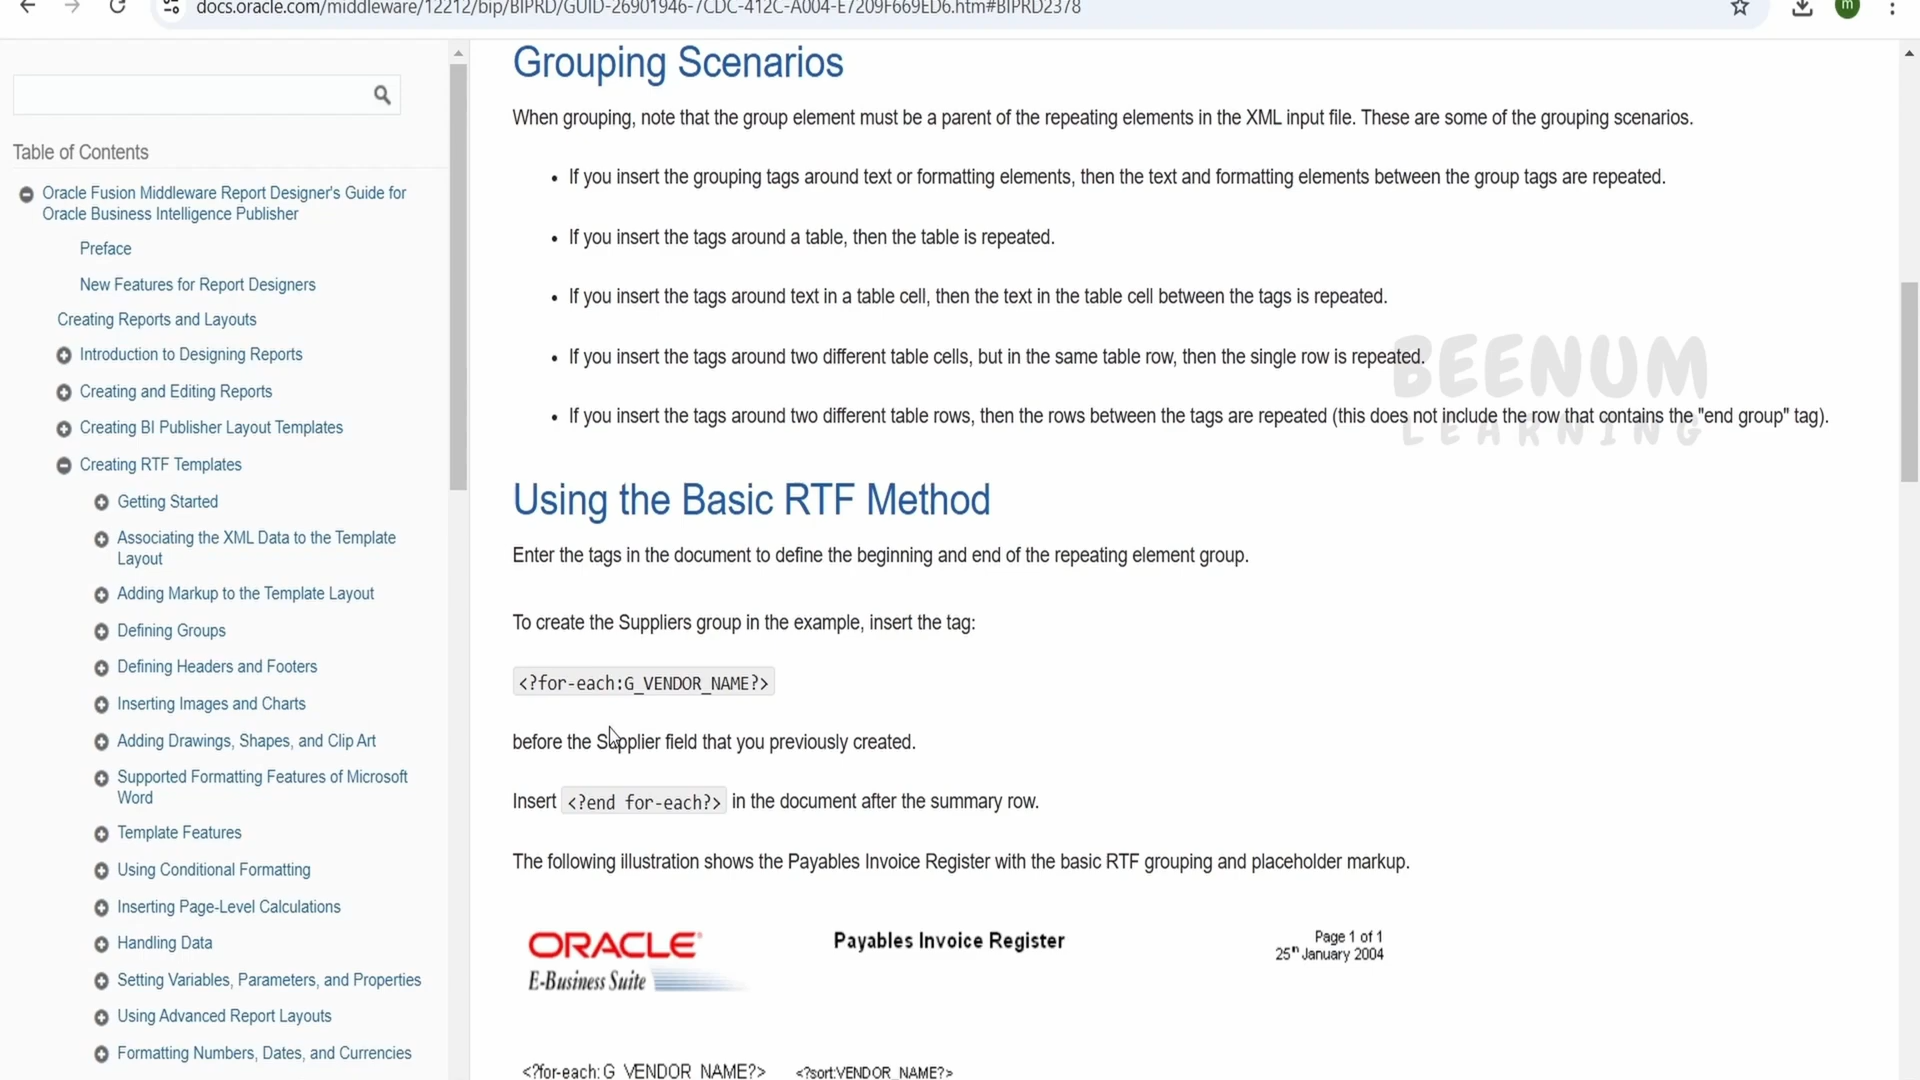 docs.oracle.com/middleware/12212/bip/BIPRD/GUID-26901946-7CDC-412C-A004-E7209F669ED6.htm#BIPRD2378
m
Table of Contents
Oracle Fusion Middleware Report Designer's Guide for
Oracle Business Intelligence Publisher
Preface
New Features for Report Designers
Creating Reports and Layouts
Introduction to Designing Reports
Creating and Editing Reports
Creating BI Publisher Layout Templates
Creating RTF Templates
Getting Started
Associating the XML Data to the Template
Layout
Adding Markup to the Template Layout
Defining Groups
Defining Headers and Footers
Inserting Images and Charts
Adding Drawings, Shapes, and Clip Art
Supported Formatting Features of Microsoft
Word
Template Features
Using Conditional Formatting
Inserting Page-Level Calculations
Handling Data
Setting Variables, Parameters, and Properties
Using Advanced Report Layouts
Formatting Numbers, Dates, and Currencies
Grouping Scenarios
When grouping, note that the group element must be a parent of the repeating elements in the XML input file. These are some of the grouping scenarios.
• If you insert the grouping tags around text or formatting elements, then the text and formatting elements between the group tags are repeated.
• If you insert the tags around a table, then the table is repeated.
• If you insert the tags around text in a table cell, then the text in the table cell between the tags is repeated.
• If you insert the tags around two different table cells, but in the same table row, then the single row is repeated.
• If you insert the tags around two different table rows, then the rows between the tags are repeated (this does not include the row that contains the "end group" tag).
BEENUM
LEARNING
Using the Basic RTF Method
Enter the tags in the document to define the beginning and end of the repeating element group.
To create the Suppliers group in the example, insert the tag:
<?for-each:G_VENDOR_NAME?>
before the Supplier field that you previously created.
Insert <?end for-each?> in the document after the summary row.
The following illustration shows the Payables Invoice Register with the basic RTF grouping and placeholder markup.
ORACLE®
E-Business Suite
Payables Invoice Register
Page 1 of 1
25th January 2004
<?for-each:G_VENDOR_NAME?> <?sort:VENDOR_NAME?>